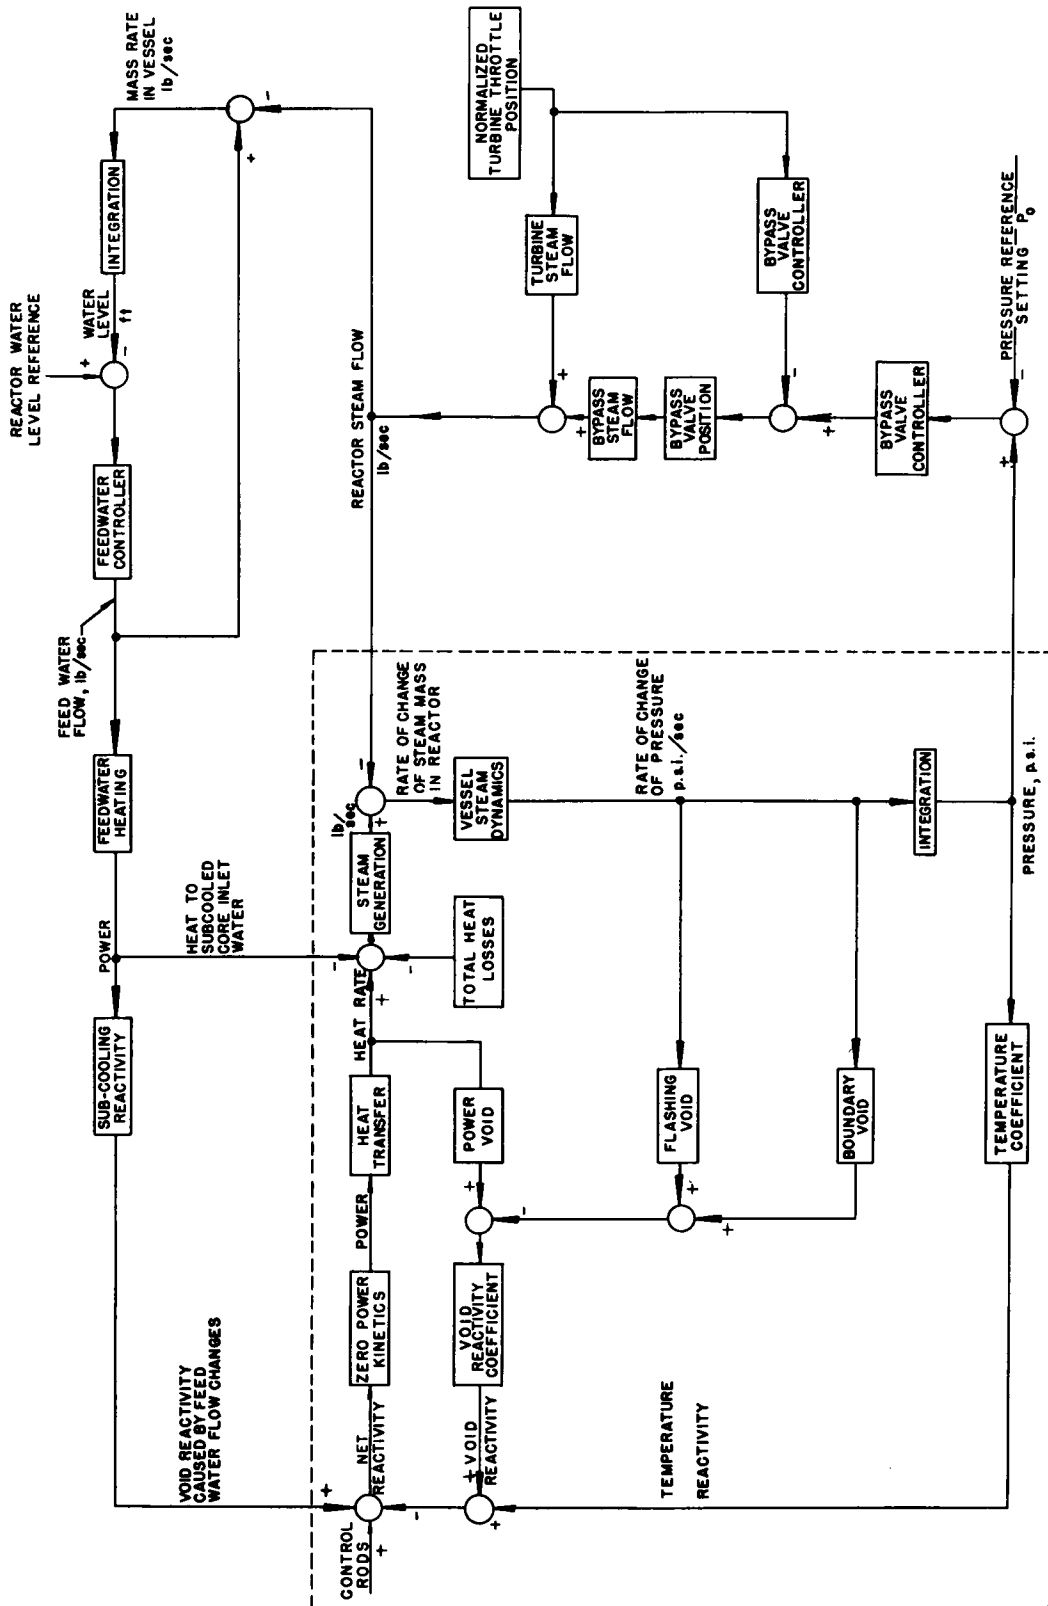 REACTOR WATER
LEVEL REFERENCE
MASS RATE
IN VESSEL
lb/sec
INTEGRATION
WATER
LEVEL
ft
+
-
FEEDWATER
CONTROLLER
FEED WATER
FLOW, lb/sec
FEEDWATER
HEATING
POWER
SUB-COOLING
REACTIVITY
-
+
HEAT TO
SUBCOOLED
CORE INLET
WATER
VOID REACTIVITY
CAUSED BY FEED
WATER FLOW CHANGES
REACTOR STEAM FLOW
lb/sec
NORMALIZED
TURBINE THROTTLE
POSITION
TURBINE
STEAM
FLOW
BYPASS
VALVE
CONTROLLER
+
+
BYPASS
STEAM
FLOW
BYPASS
VALVE
POSITION
-
+
BYPASS
VALVE
CONTROLLER
PRESSURE REFERENCE
SETTING P₀
-
+
CONTROL
RODS
+
+
-
NET
REACTIVITY
ZERO POWER
KINETICS
POWER
HEAT
TRANSFER
HEAT RATE
+
-
-
STEAM
GENERATION
lb/
sec
+
-
TOTAL HEAT
LOSSES
RATE OF CHANGE
OF STEAM MASS
IN REACTOR
VESSEL
STEAM
DYNAMICS
POWER
VOID
+
-
VOID
REACTIVITY
COEFFICIENT
VOID
REACTIVITY
+
+
RATE OF CHANGE
OF PRESSURE
p.s.i./sec
FLASHING
VOID
+
+
BOUNDARY
VOID
INTEGRATION
TEMPERATURE
REACTIVITY
TEMPERATURE
COEFFICIENT
PRESSURE, p.s.i.